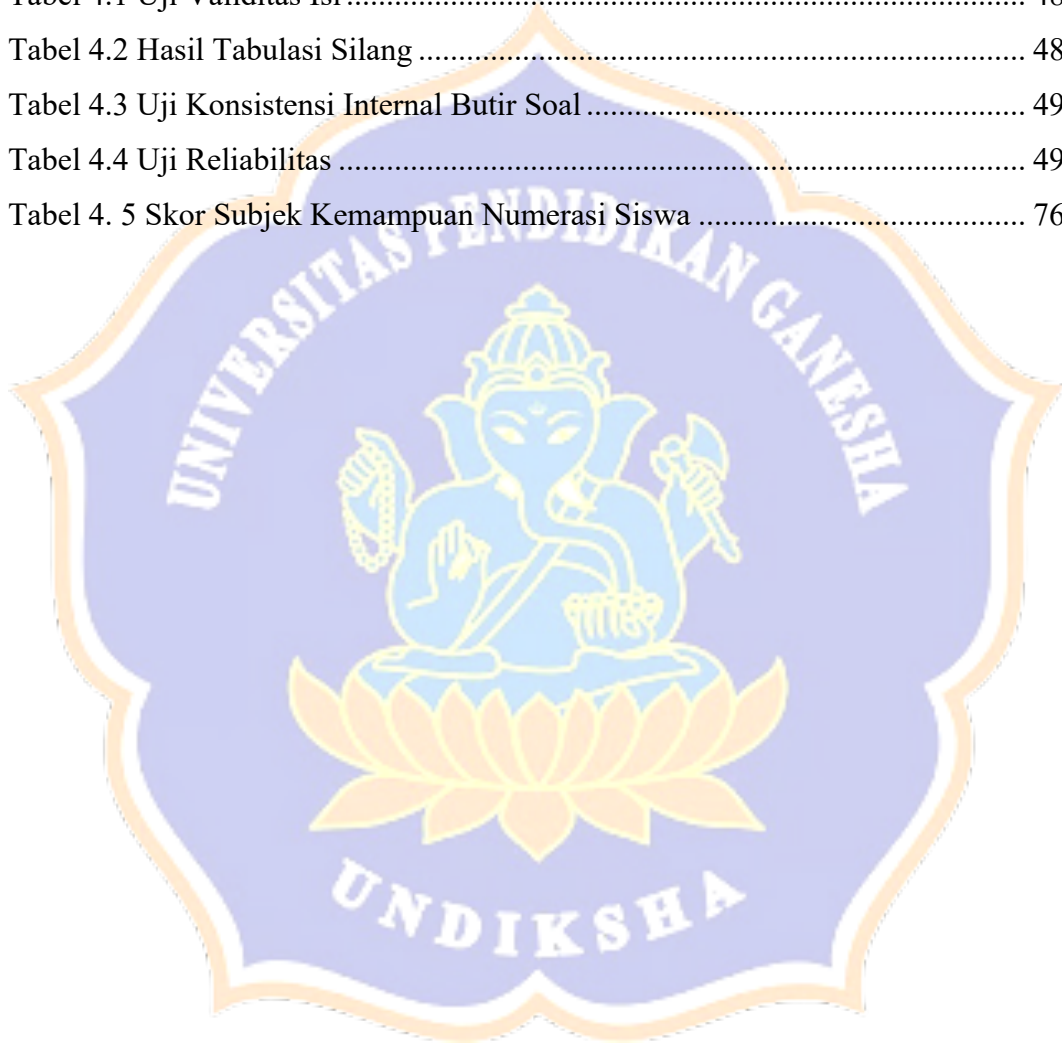 Tabel 4.1 Uji Validitas Isi ................................................................................
Tabel 4.2 Hasil Tabulasi Silang ........................................................................... 48
Tabel 4.3 Uji Konsistensi Internal Butir Soal ...................................................... 49
Tabel 4.4 Uji Reliabilitas ..................................................................................... 49
Tabel 4. 5 Skor Subjek Kemampuan Numerasi Siswa ........................................ 76
UNIVERSITAS PENDIDIKAN GANESHA
UNDIKSHA